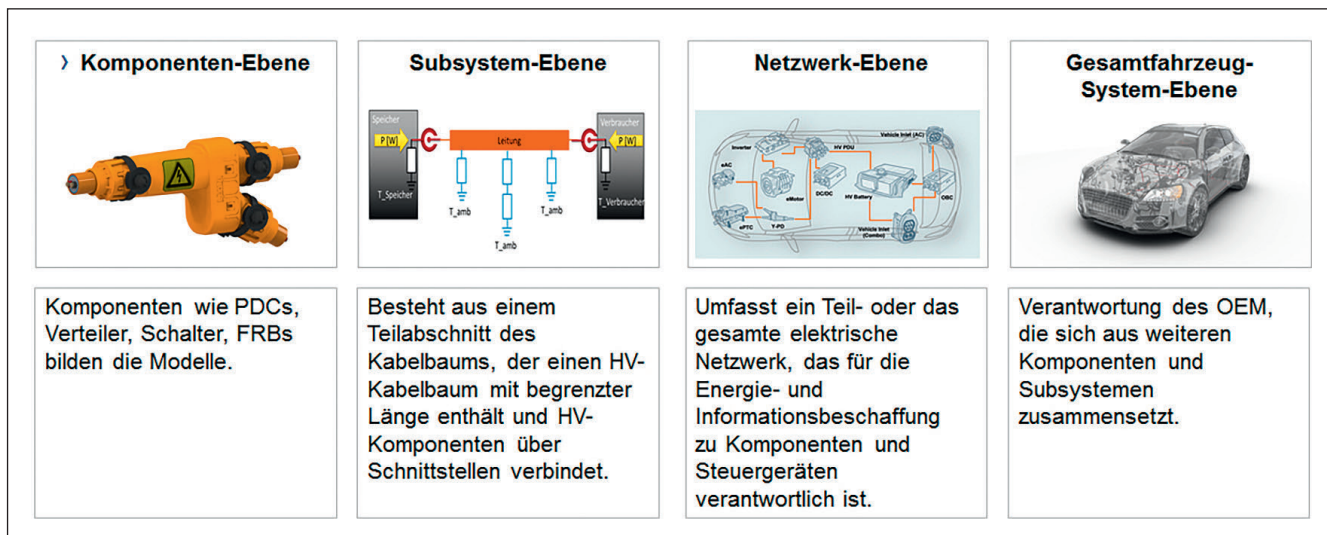 › Komponenten-Ebene
Subsystem-Ebene
Speicher
Verbraucher
P [W]
Leitung
P [W]
T_Speicher
T_Verbraucher
T_amb
T_amb
T_amb
Netzwerk-Ebene
Vehicle Inlet (AC)
Inverter
HV PDU
eAC
eMotor
DC/DC
HV Battery
OBC
ePTC
Y-PD
Vehicle Inlet
(Combo)
Gesamtfahrzeug-
System-Ebene
Komponenten wie PDCs,
Verteiler, Schalter, FRBs
bilden die Modelle.
Besteht aus einem
Teilabschnitt des
Kabelbaums, der einen HV-
Kabelbaum mit begrenzter
Länge enthält und HV-
Komponenten über
Schnittstellen verbindet.
Umfasst ein Teil- oder das
gesamte elektrische
Netzwerk, das für die
Energie- und
Informationsbeschaffung
zu Komponenten und
Steuergeräten
verantwortlich ist.
Verantwortung des OEM,
die sich aus weiteren
Komponenten und
Subsystemen
zusammensetzt.